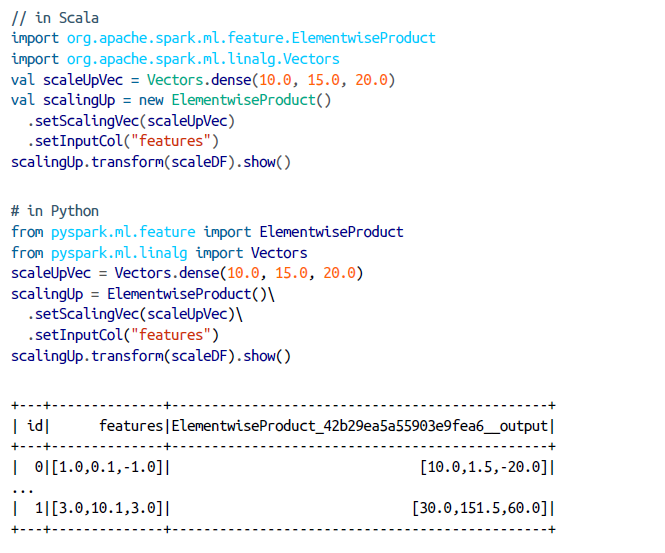 // in Scala
import org.apache.spark.ml.feature.ElementwiseProduct
import org.apache.spark.ml.linalg.Vectors
val scaleUpVec = Vectors.dense(10.0, 15.0, 20.0)
val scalingUp = new ElementwiseProduct()
  .setScalingVec(scaleUpVec)
  .setInputCol("features")
scalingUp.transform(scaleDF).show()

# in Python
from pyspark.ml.feature import ElementwiseProduct
from pyspark.ml.linalg import Vectors
scaleUpVec = Vectors.dense(10.0, 15.0, 20.0)
scalingUp = ElementwiseProduct()\
  .setScalingVec(scaleUpVec)\
  .setInputCol("features")
scalingUp.transform(scaleDF).show()

+---+--------------+-----------------------------------------------+
| id|      features|ElementwiseProduct_42b29ea5a55903e9fea6__output|
+---+--------------+-----------------------------------------------+
|  0|[1.0,0.1,-1.0]|                               [10.0,1.5,-20.0]|
...
|  1|[3.0,10.1,3.0]|                              [30.0,151.5,60.0]|
+---+--------------+-----------------------------------------------+